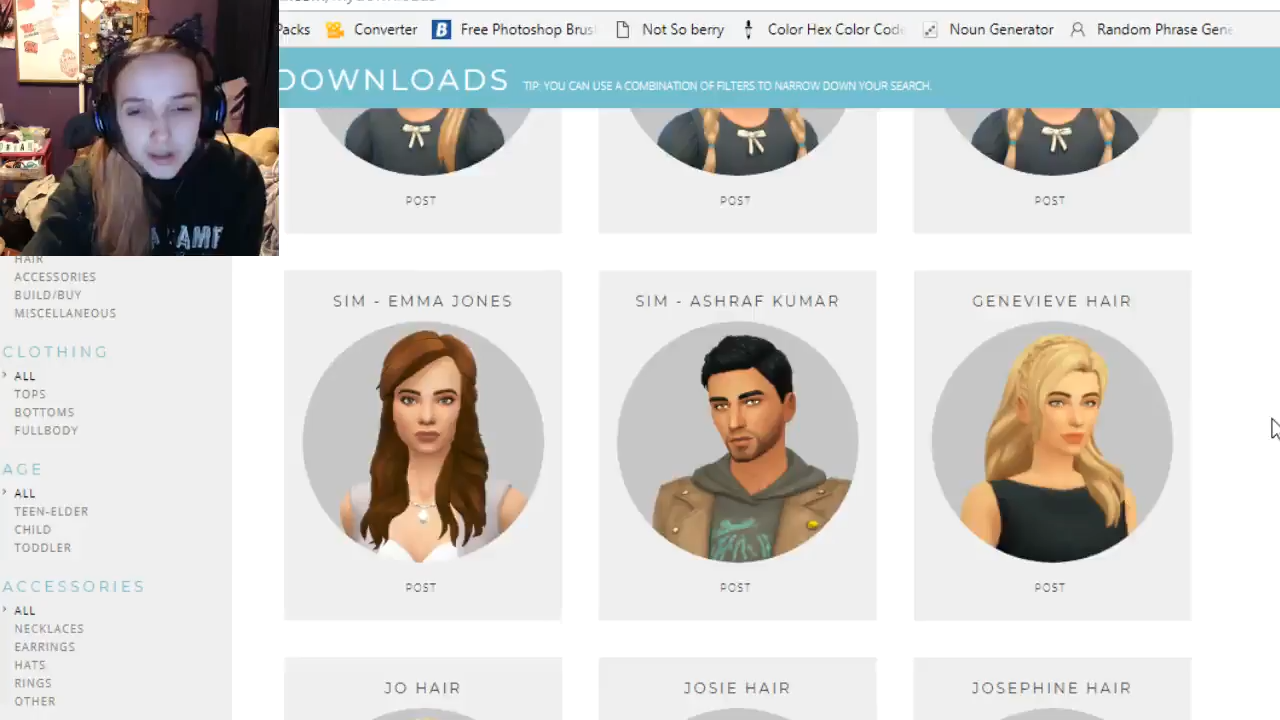 Packs
Converter
B
Free Photoshop Brus
Not So berry
Color Hex Color Code
Noun Generator
Random Phrase Gene
DOWNLOADS
TIP: YOU CAN USE A COMBINATION OF FILTERS TO NARROW DOWN YOUR SEARCH.
POST
POST
POST
HAIR
ACCESSORIES
BUILD/BUY
MISCELLANEOUS
CLOTHING
ALL
TOPS
BOTTOMS
FULLBODY
AGE
ALL
TEEN-ELDER
CHILD
TODDLER
ACCESSORIES
ALL
NECKLACES
EARRINGS
HATS
RINGS
OTHER
SIM - EMMA JONES
POST
SIM - ASHRAF KUMAR
POST
GENEVIEVE HAIR
POST
JO HAIR
JOSIE HAIR
JOSEPHINE HAIR